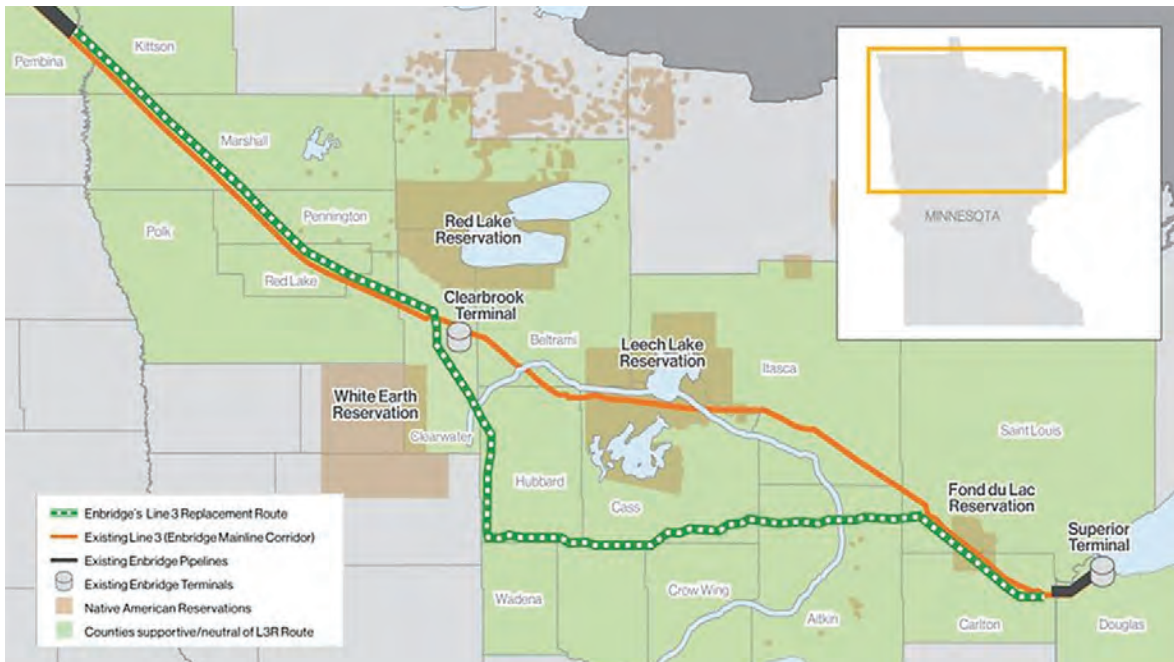 Kittson
Pembina
Marshall
Pennington
Polk
Red Lake
Red Lake
Reservation
Clearbrook
Terminal
Beltrami
Leech Lake
Reservation
Itasca
White Earth
Reservation
Clearwater
Saint Louis
Hubbard
Cass
Fond du Lac
Reservation
Superior
Terminal
Wadena
Crow Wing
Aitkin
Carlton
Douglas
MINNESOTA
Enbridge's Line 3 Replacement Route
Existing Line 3 (Enbridge Mainline Corridor)
Existing Enbridge Pipelines
Existing Enbridge Terminals
Native American Reservations
Counties supportive/neutral of L3R Route